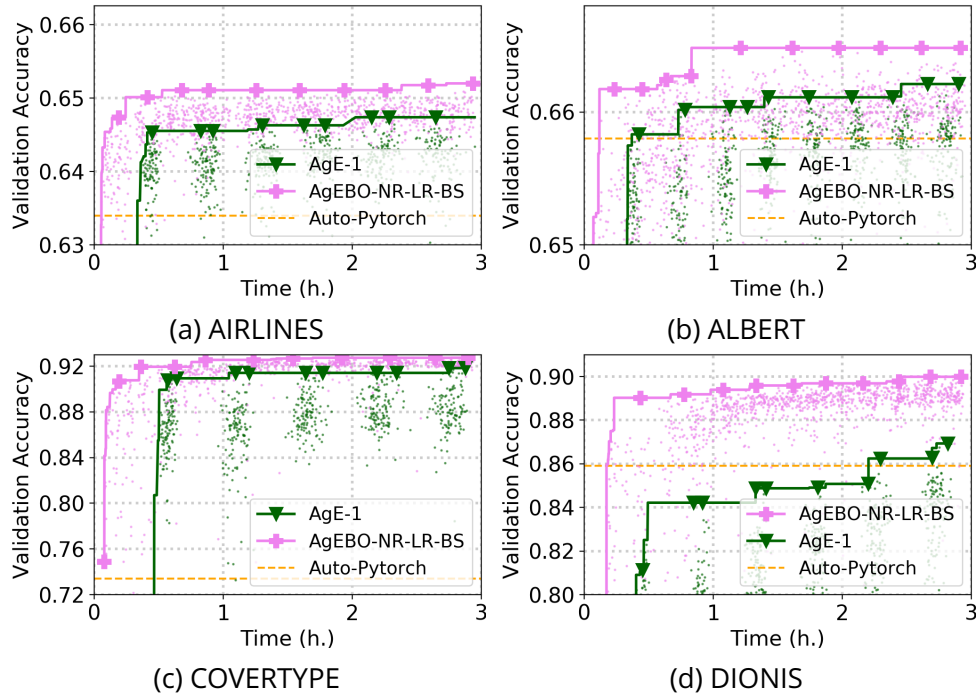 Validation Accuracy
0.66
0.65
0.64
0.63
AgE-1
AgEBO-NR-LR-BS
Auto-Pytorch
0 1 2 3
Time (h.)
(a) AIRLINES
Validation Accuracy
0.66
0.65
AgE-1
AgEBO-NR-LR-BS
Auto-Pytorch
0 1 2 3
Time (h.)
(b) ALBERT
Validation Accuracy
0.92
0.88
0.84
0.80
0.76
0.72
AgE-1
AgEBO-NR-LR-BS
Auto-Pytorch
0 1 2 3
Time (h.)
(c) COVERTYPE
Validation Accuracy
0.90
0.88
0.86
0.84
0.82
0.80
AgEBO-NR-LR-BS
AgE-1
Auto-Pytorch
0 1 2 3
Time (h.)
(d) DIONIS